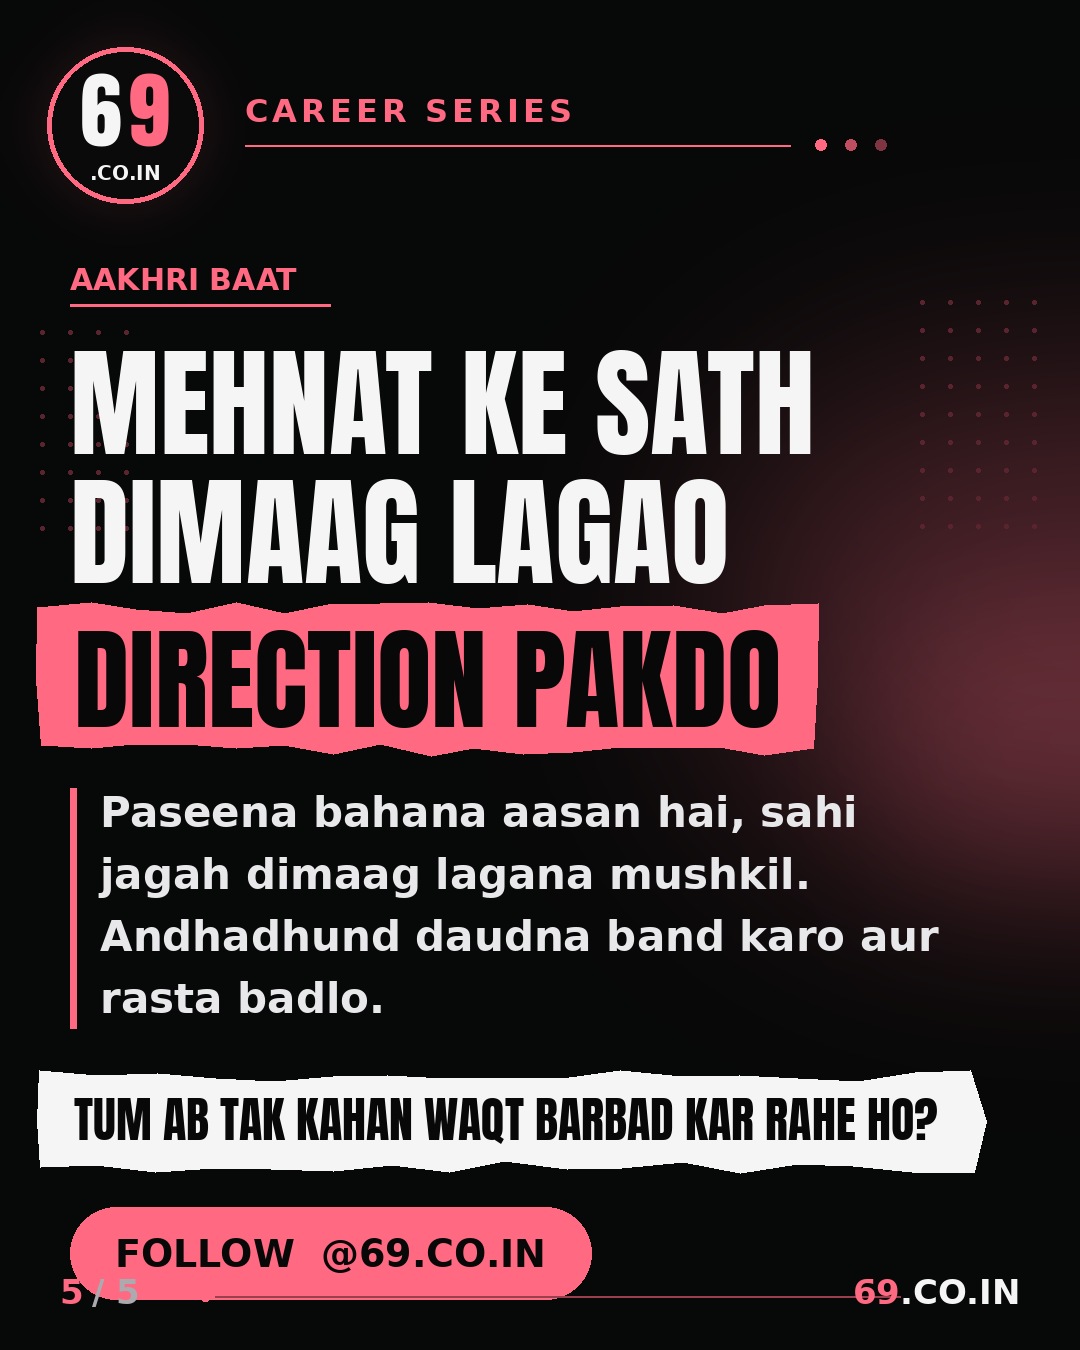 69
.CO.IN
CAREER SERIES
AAKHRI BAAT
MEHNAT KE SATH
DIMAAG LAGAO
DIRECTION PAKDO
Paseena bahana aasan hai, sahi
jagah dimaag lagana mushkil.
Andhadhund daudna band karo aur
rasta badlo.
TUM AB TAK KAHAN WAQT BARBAD KAR RAHE HO?
FOLLOW @69.CO.IN
5 / 5
69.CO.IN